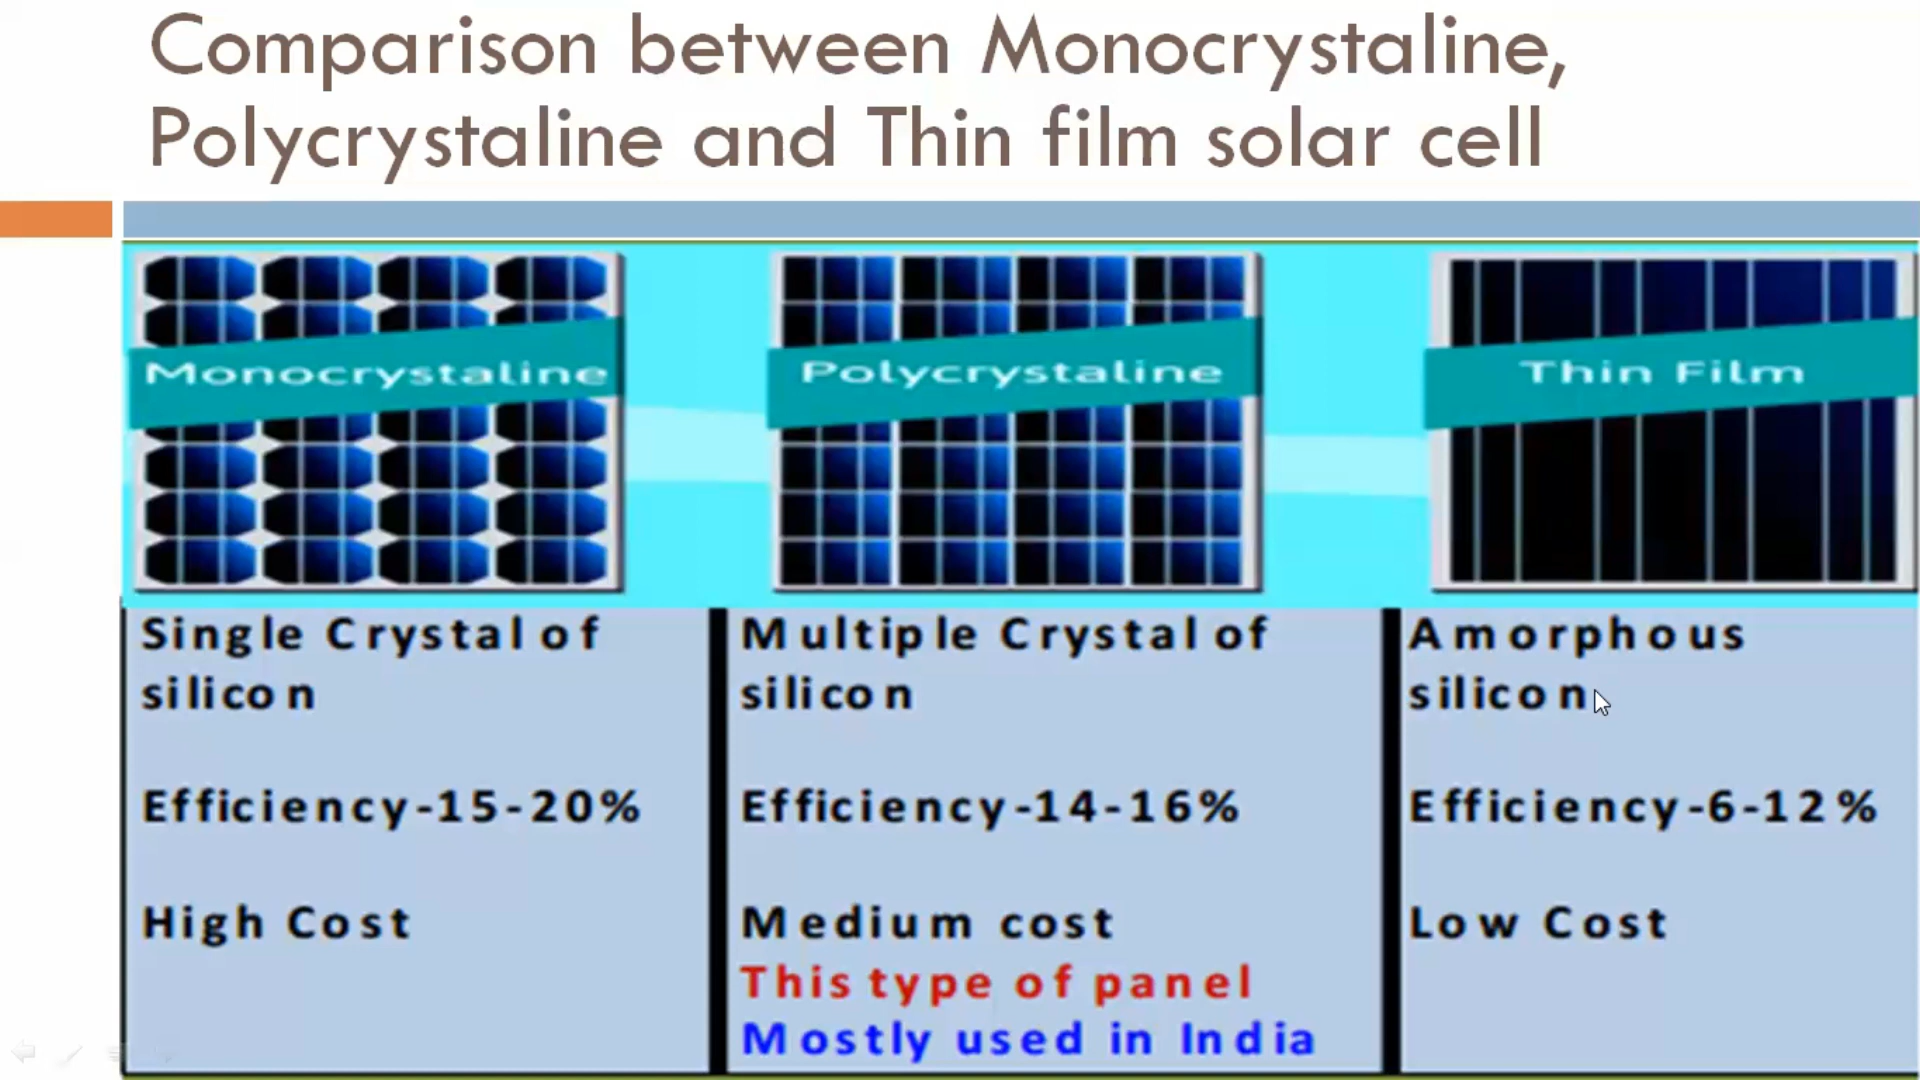 Comparison between Monocrystaline,
Polycrystaline and Thin film solar cell
Monocrystaline
Polycrystaline
Thin Film
Single Crystal of
silicon
Efficiency-15-20%
High Cost
Multiple Crystal of
silicon
Efficiency-14-16%
Medium cost
This type of panel
Mostly used in India
Amorphous
silicon
Efficiency-6-12%
Low Cost